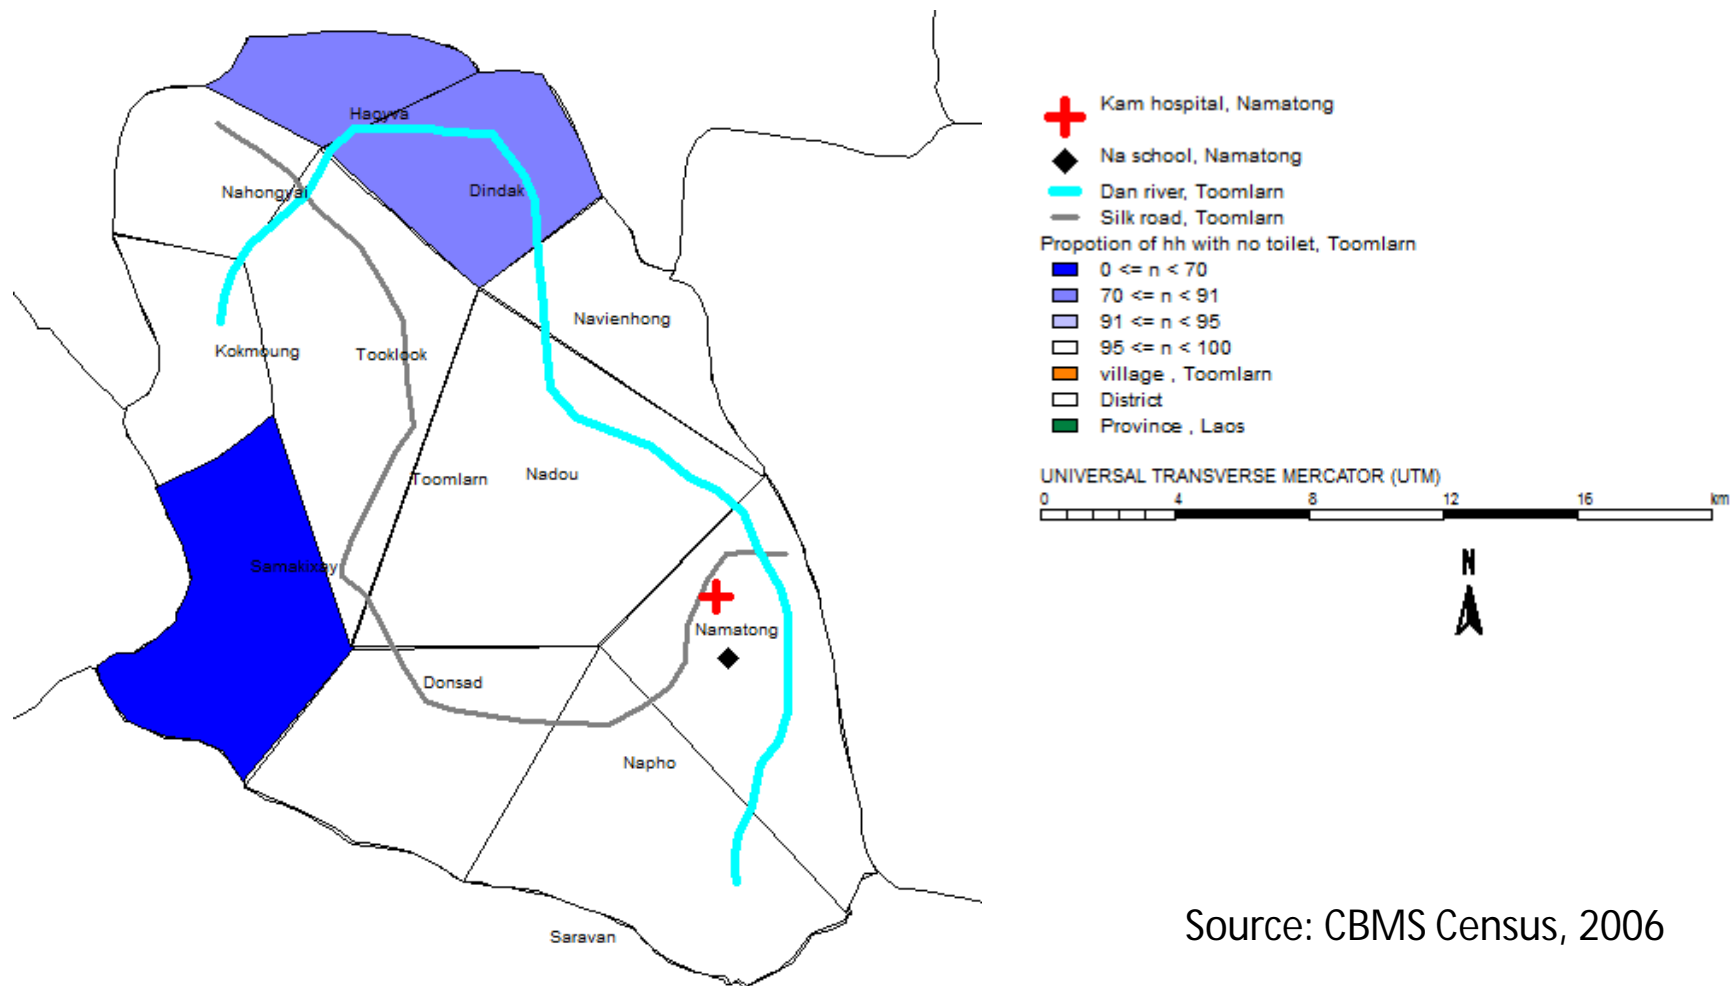 Hagyva
Nahongyai
Dindak
Navienhong
Kokmoung
Tooklook
Toomlarn
Nadou
Samakixay
Namatong
Donsad
Napho
Saravan
Kam hospital, Namatong
Na school, Namatong
Dan river, Toomlarn
Silk road, Toomlarn
Propotion of hh with no toilet, Toomlarn
0 <= n < 70
70 <= n < 91
91 <= n < 95
95 <= n < 100
village , Toomlarn
District
Province , Laos
UNIVERSAL TRANSVERSE MERCATOR (UTM)
0 4 8 12 16 km
N
Source: CBMS Census, 2006